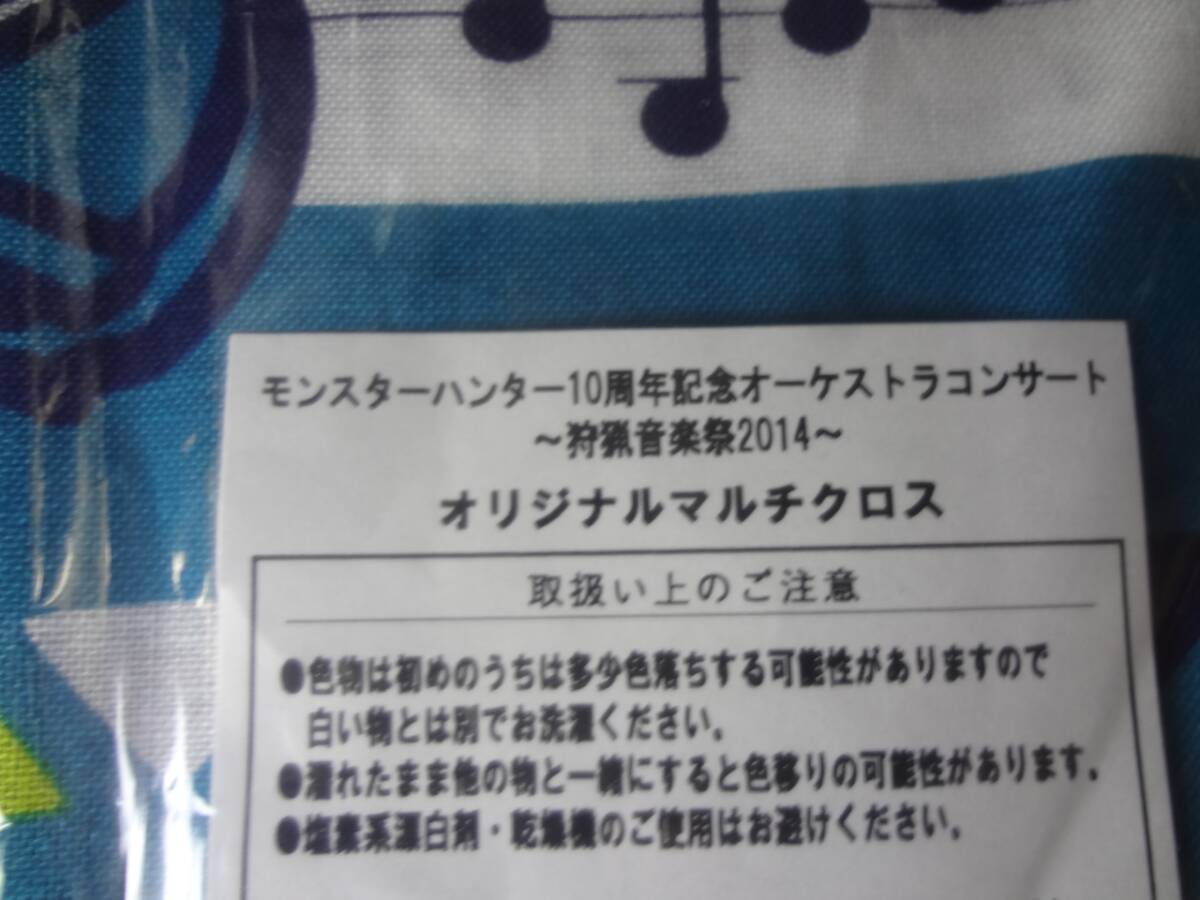 モンスターハンター10周年記念オーケストラコンサート
～狩猟音楽祭2014～
オリジナルマルチクロス
取扱い上のご注意
●色物は初めのうちは多少色落ちする可能性がありますので
白い物とは別でお洗濯ください。
●濡れたまま他の物と一緒にすると色移りの可能性があります。
●塩素系漂白剤・乾燥機のご使用はお避けください。